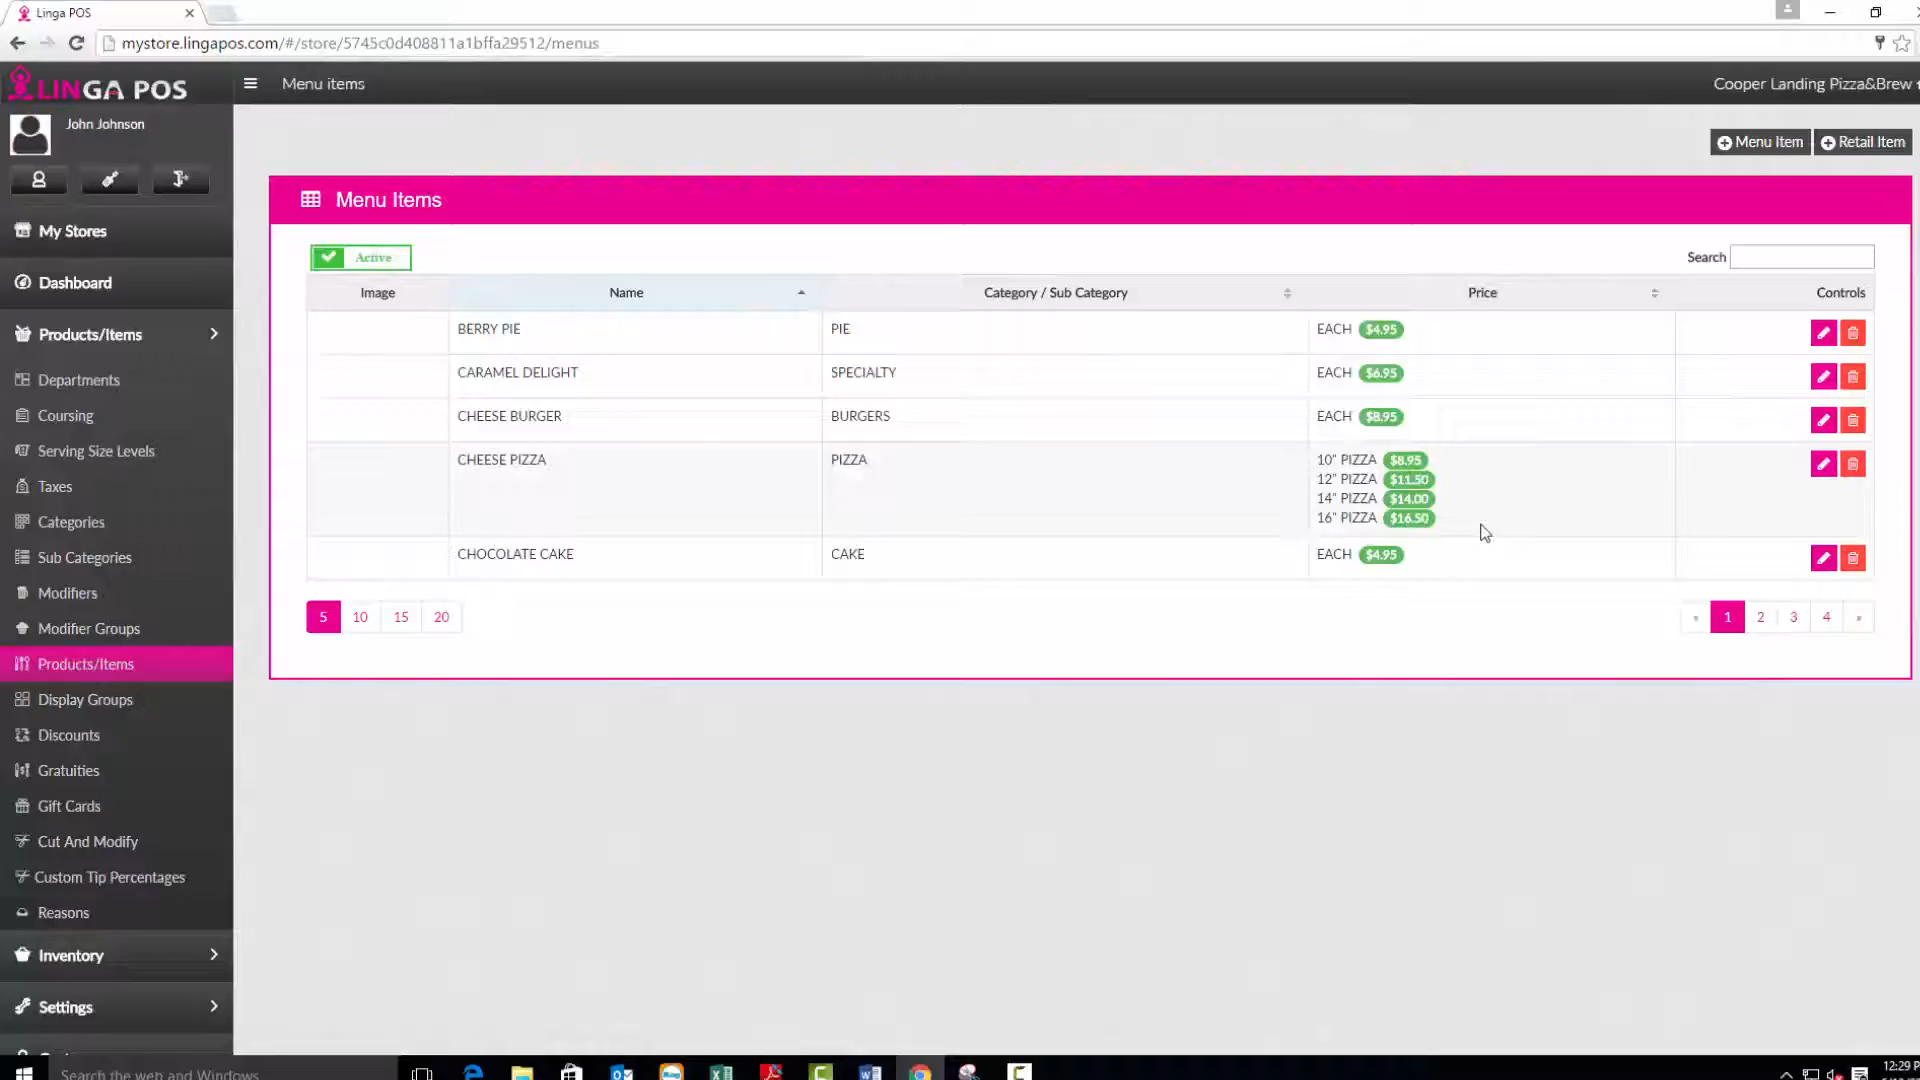 Linga POS
mystore.lingapos.com/#/store/5745c0d408811a1bffa29512/menus
LINGA POS
Menu items
Cooper Landing Pizza&Brew
John Johnson
Menu Item
Retail Item
My Stores
Dashboard
Products/Items
Departments
Coursing
Serving Size Levels
Taxes
Categories
Sub Categories
Modifiers
Modifier Groups
Products/Items
Display Groups
Discounts
Gratuities
Gift Cards
Cut And Modify
Custom Tip Percentages
Reasons
Inventory
Settings
Menu Items
Active
Search
Image Name Category / Sub Category Price Controls
BERRY PIE PIE EACH $4.95
CARAMEL DELIGHT SPECIALTY EACH $6.95
CHEESE BURGER BURGERS EACH $8.95
CHEESE PIZZA PIZZA 10" PIZZA $8.95
12" PIZZA $11.50
14" PIZZA $14.00
16" PIZZA $16.50
CHOCOLATE CAKE CAKE EACH $4.95
5 10 15 20
« 1 2 3 4 »
Search the web and Windows
12:29 P